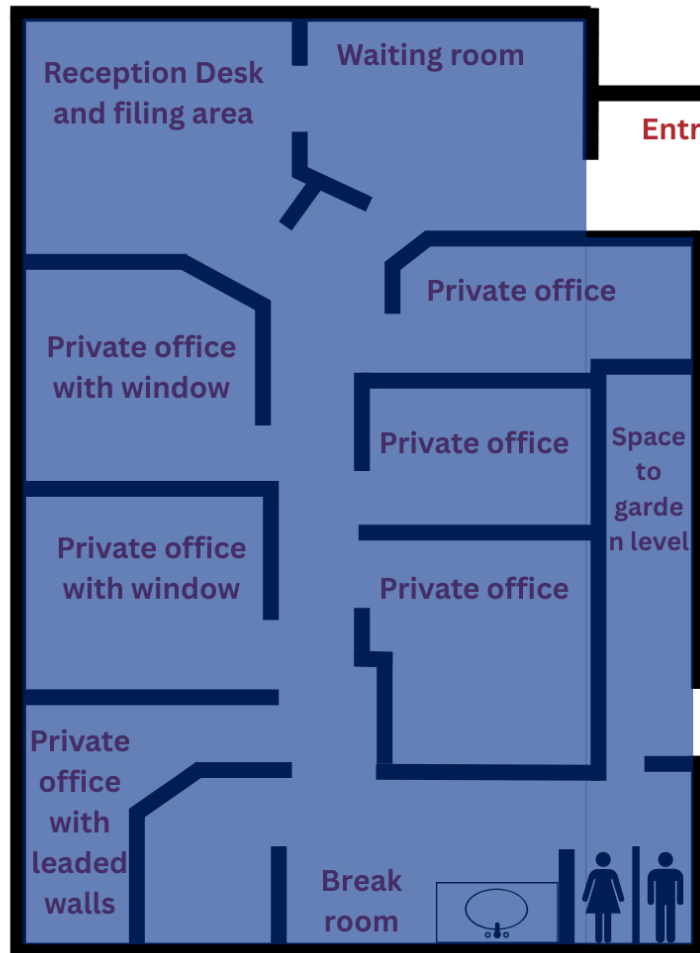 Reception Desk
and filing area
Waiting room
Entr
Private office
Private office
with window
Private office
Space
to
garde
n level
Private office
with window
Private office
Private
office
with
leaded
walls
Break
room